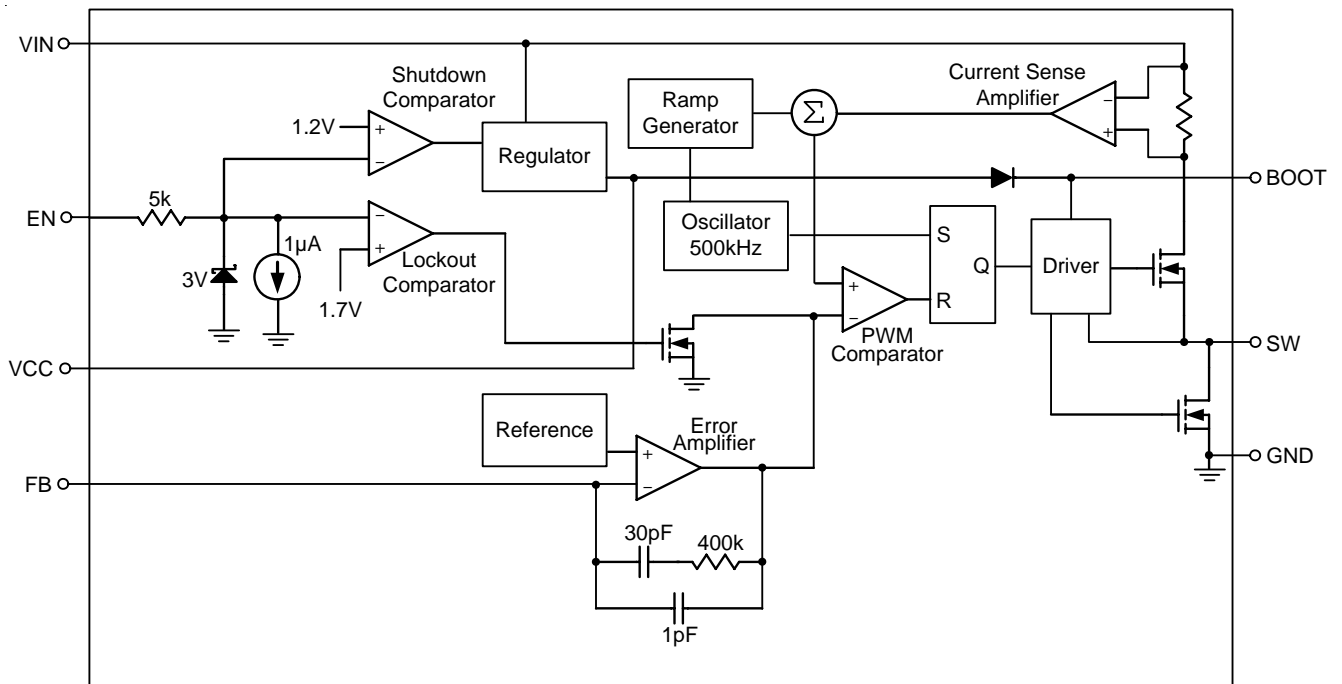 VIN
Shutdown
Comparator
1.2V
+
−
Regulator
Ramp
Generator
Σ
Current Sense
Amplifier
−
+
BOOT
EN
5k
3V
1µA
−
+
1.7V
Lockout
Comparator
Oscillator
500kHz
S
Q
R
Driver
+
−
PWM
Comparator
SW
VCC
Reference
Error
Amplifier
+
−
GND
FB
30pF
400k
1pF